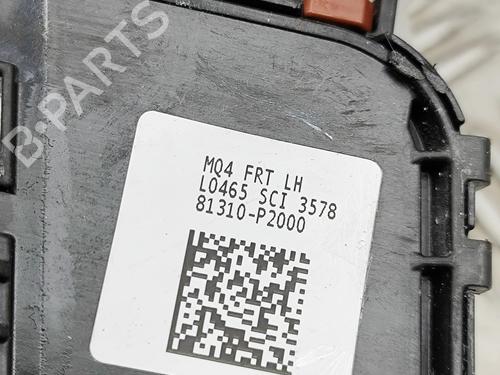 B-PARTS
MQ4 FRT LH
L0465 SCI 3578
81310-P2000